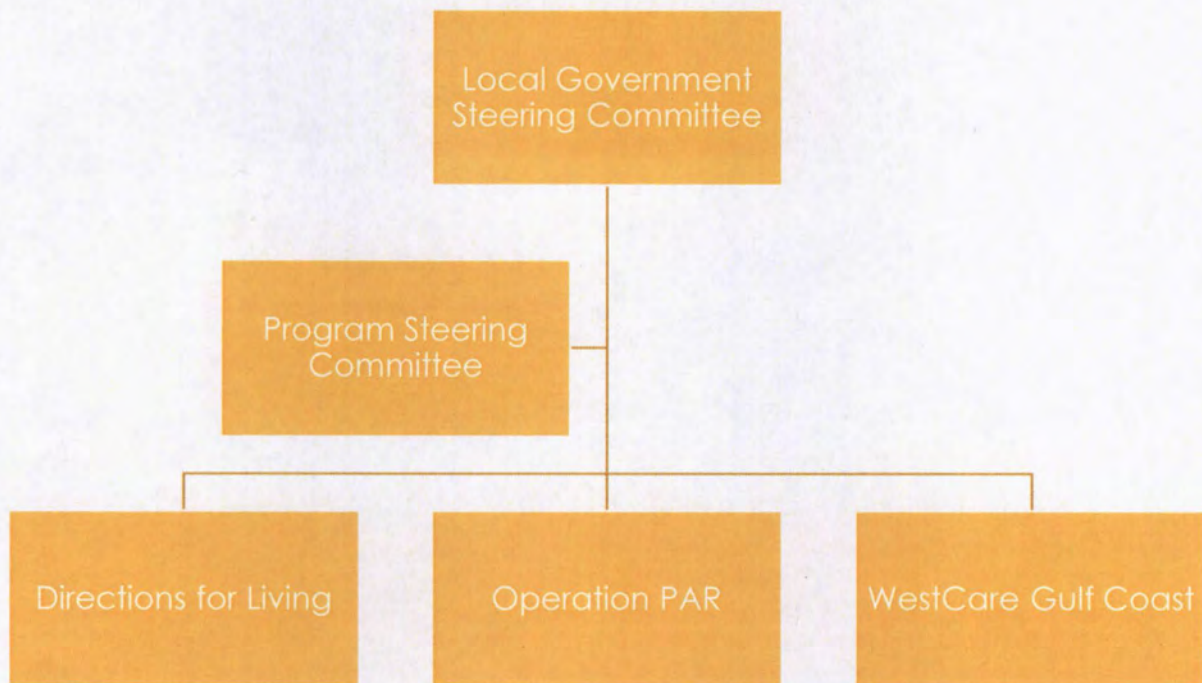 Local Government
Steering Committee
Program Steering
Committee
Directions for Living
Operation PAR
WestCare Gulf Coast